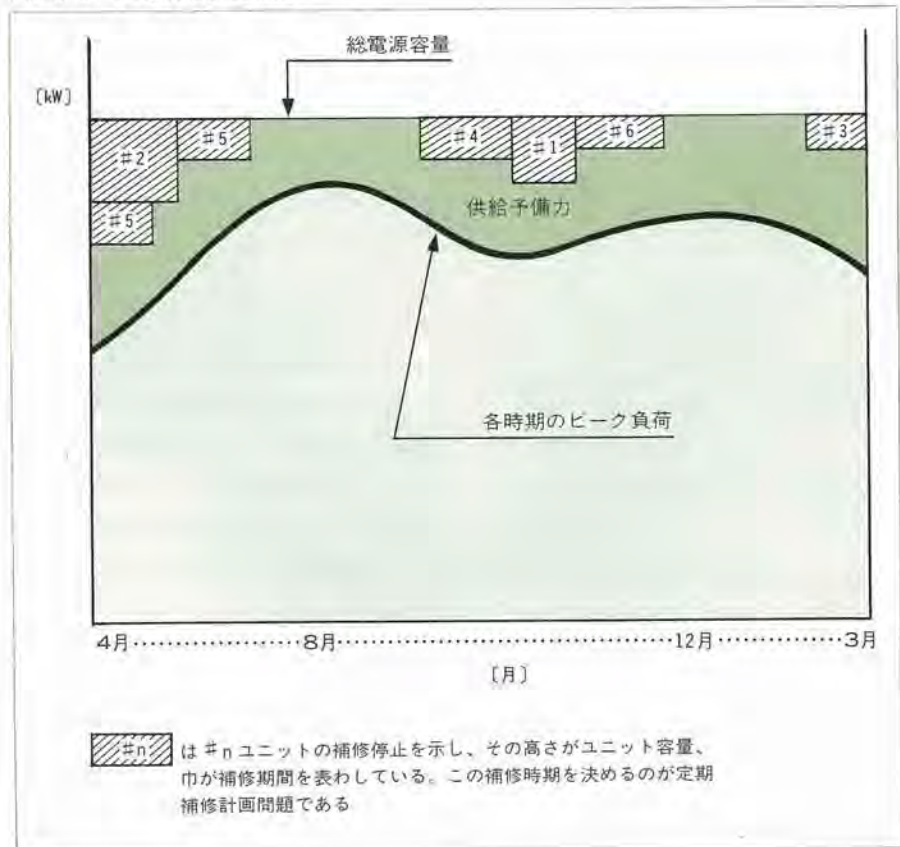 総電源容量
〔kW〕
#2
#5
#4
#1
#6
#3
#5
供給予備力
各時期のピーク負荷
4月‥‥‥‥‥‥‥‥8月‥‥‥‥‥‥‥‥‥‥‥‥‥‥‥12月‥‥‥‥‥‥3月
〔月〕
#n は #n ユニットの補修停止を示し、その高さがユニット容量、
巾が補修期間を表わしている。この補修時期を決めるのが定期
補修計画問題である